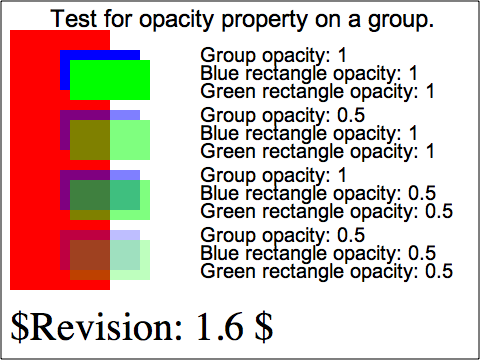 Test for opacity property on a group.
Group opacity: 1
Blue rectangle opacity: 1
Green rectangle opacity: 1
Group opacity: 0.5
Blue rectangle opacity: 1
Green rectangle opacity: 1
Group opacity: 1
Blue rectangle opacity: 0.5
Green rectangle opacity: 0.5
Group opacity: 0.5
Blue rectangle opacity: 0.5
Green rectangle opacity: 0.5
$Revision: 1.6 $